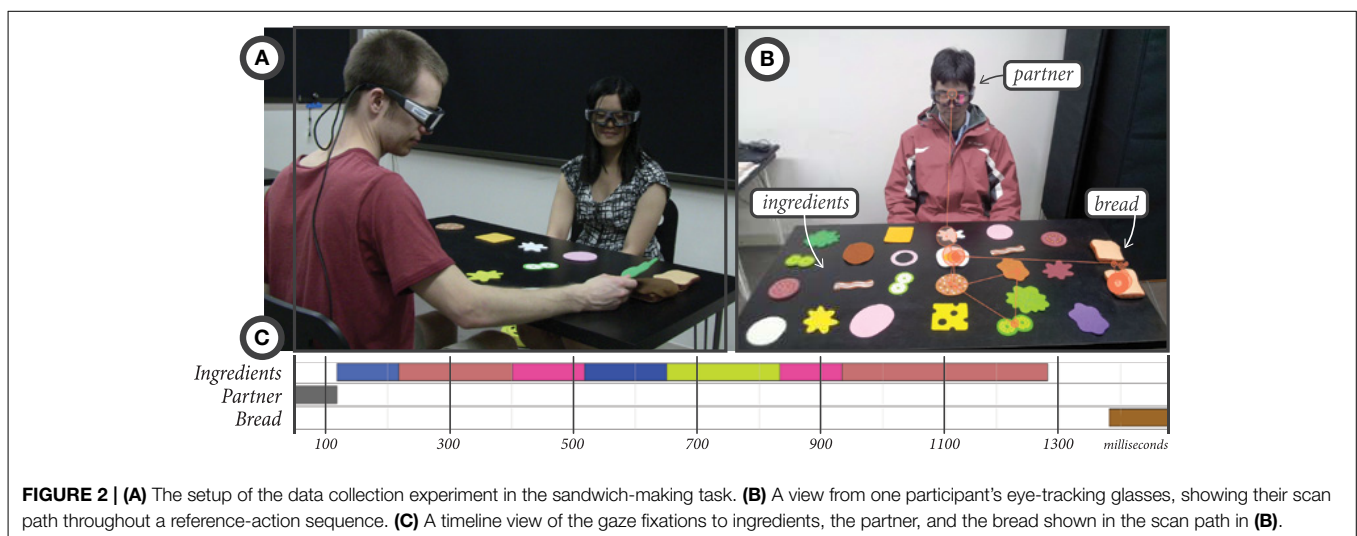 A
B
partner
ingredients
bread
C
Ingredients
Partner
Bread
100 300 500 700 900 1100 1300 milliseconds
FIGURE 2 | (A) The setup of the data collection experiment in the sandwich-making task. (B) A view from one participant's eye-tracking glasses, showing their scan
path throughout a reference-action sequence. (C) A timeline view of the gaze fixations to ingredients, the partner, and the bread shown in the scan path in (B).